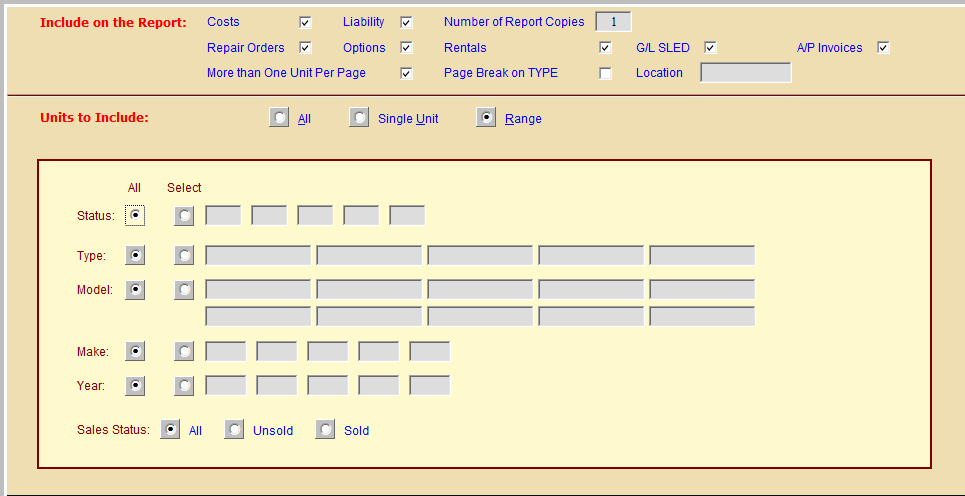 Include on the Report: Costs Liability Number of Report Copies 1
Repair Orders Options Rentals G/L SLED A/P Invoices
More than One Unit Per Page Page Break on TYPE Location
Units to Include: All Single Unit Range
All Select
Status:
Type:
Model:
Make:
Year:
Sales Status: All Unsold Sold